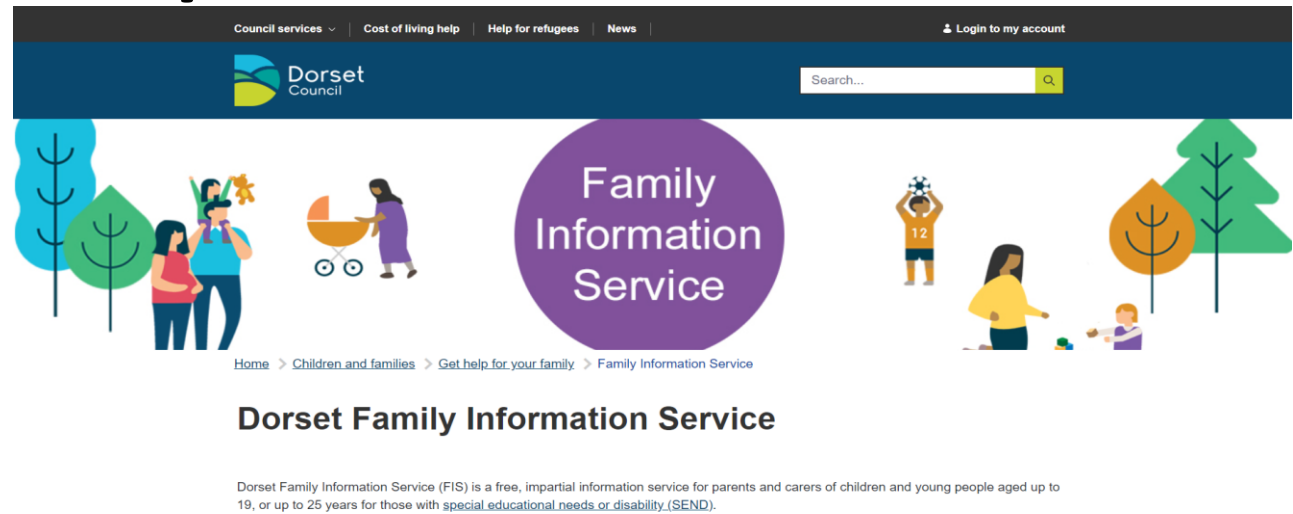 Council services
Cost of living help
Help for refugees
News
Login to my account
Dorset
Council
Search...
Family
Information
Service
12
Home > Children and families > Get help for your family > Family Information Service
Dorset Family Information Service
Dorset Family Information Service (FIS) is a free, impartial information service for parents and carers of children and young people aged up to
19, or up to 25 years for those with special educational needs or disability (SEND).